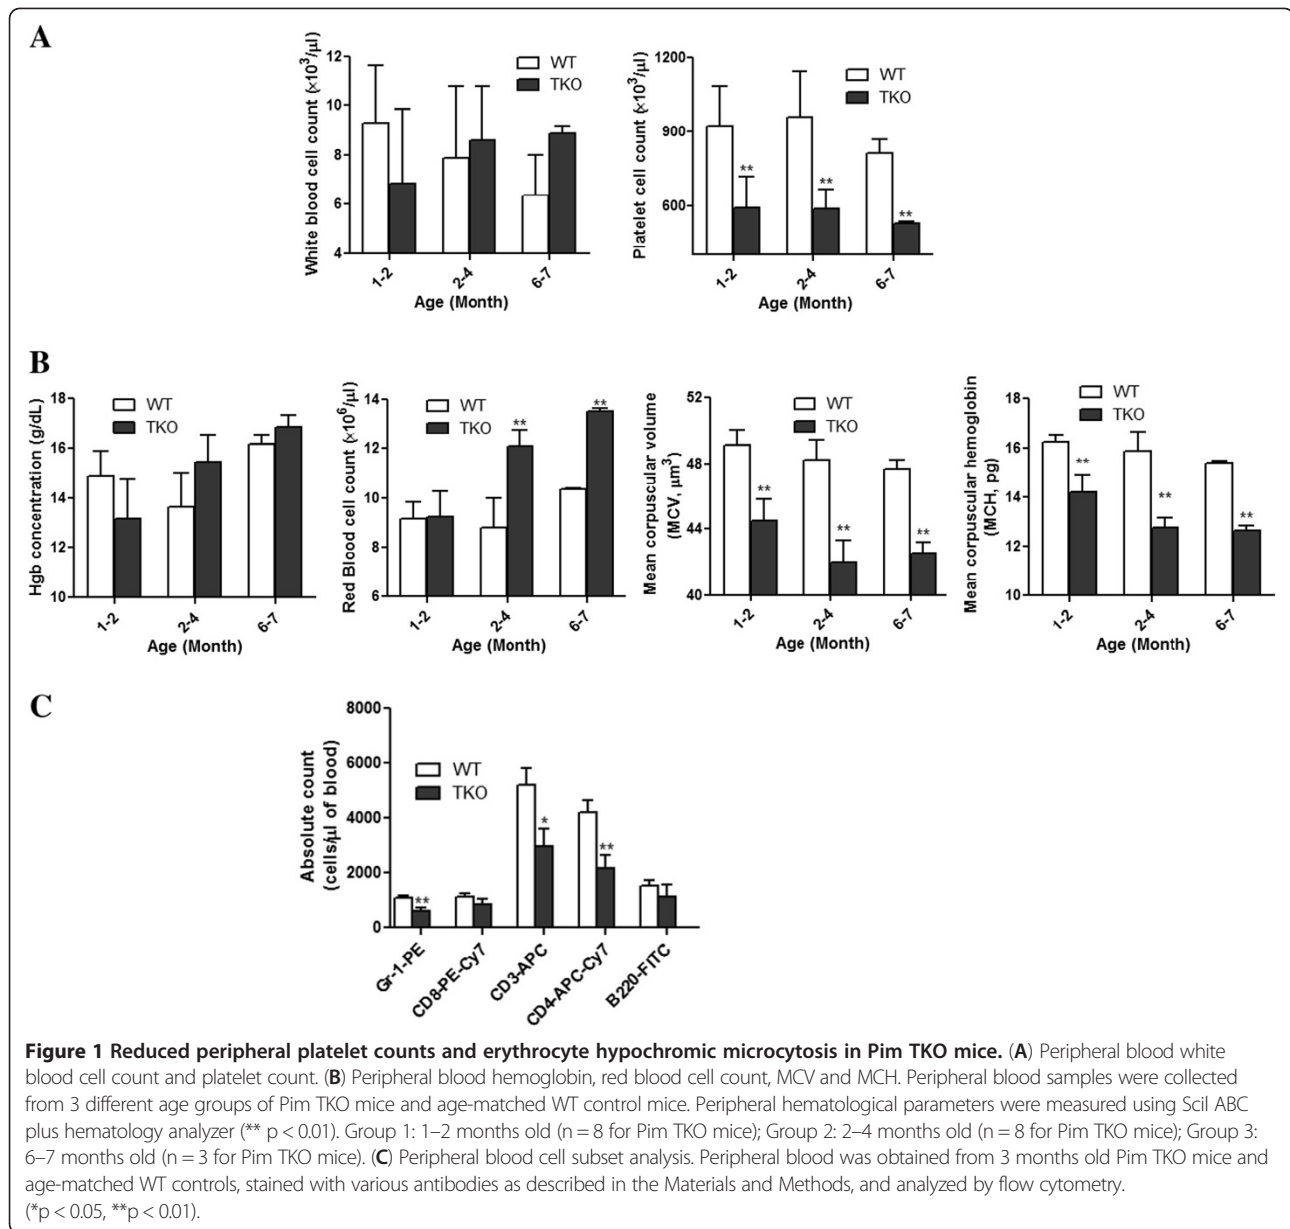 A
White blood cell count (×10³/µl)
12
10
8
6
4
WT
TKO
1-2
2-4
6-7
Age (Month)
Platelet cell count (×10³/µl)
1200
900
600
WT
TKO
**
**
**
1-2
2-4
6-7
Age (Month)
B
Hgb concentration (g/dL)
18
16
14
12
10
WT
TKO
1-2
2-4
6-7
Age (Month)
Red Blood cell count (×10⁶/µl)
14
12
10
8
6
WT
TKO
**
**
1-2
2-4
6-7
Age (Month)
Mean corpuscular volume
(MCV, µm³)
52
48
44
40
WT
TKO
**
**
**
1-2
2-4
6-7
Age (Month)
Mean corpuscular hemoglobin
(MCH, pg)
18
16
14
12
10
WT
TKO
**
**
**
1-2
2-4
6-7
Age (Month)
C
Absolute count
(cells/µl of blood)
8000
6000
4000
2000
0
WT
TKO
**
*
**
Gr-1-PE
CD8-PE-Cy7
CD3-APC
CD4-APC-Cy7
B220-FITC
Figure 1 Reduced peripheral platelet counts and erythrocyte hypochromic microcytosis in Pim TKO mice. (A) Peripheral blood white
blood cell count and platelet count. (B) Peripheral blood hemoglobin, red blood cell count, MCV and MCH. Peripheral blood samples were collected
from 3 different age groups of Pim TKO mice and age-matched WT control mice. Peripheral hematological parameters were measured using Scil ABC
plus hematology analyzer (** p < 0.01). Group 1: 1–2 months old (n = 8 for Pim TKO mice); Group 2: 2–4 months old (n = 8 for Pim TKO mice); Group 3:
6–7 months old (n = 3 for Pim TKO mice). (C) Peripheral blood cell subset analysis. Peripheral blood was obtained from 3 months old Pim TKO mice and
age-matched WT controls, stained with various antibodies as described in the Materials and Methods, and analyzed by flow cytometry.
(*p < 0.05, **p < 0.01).